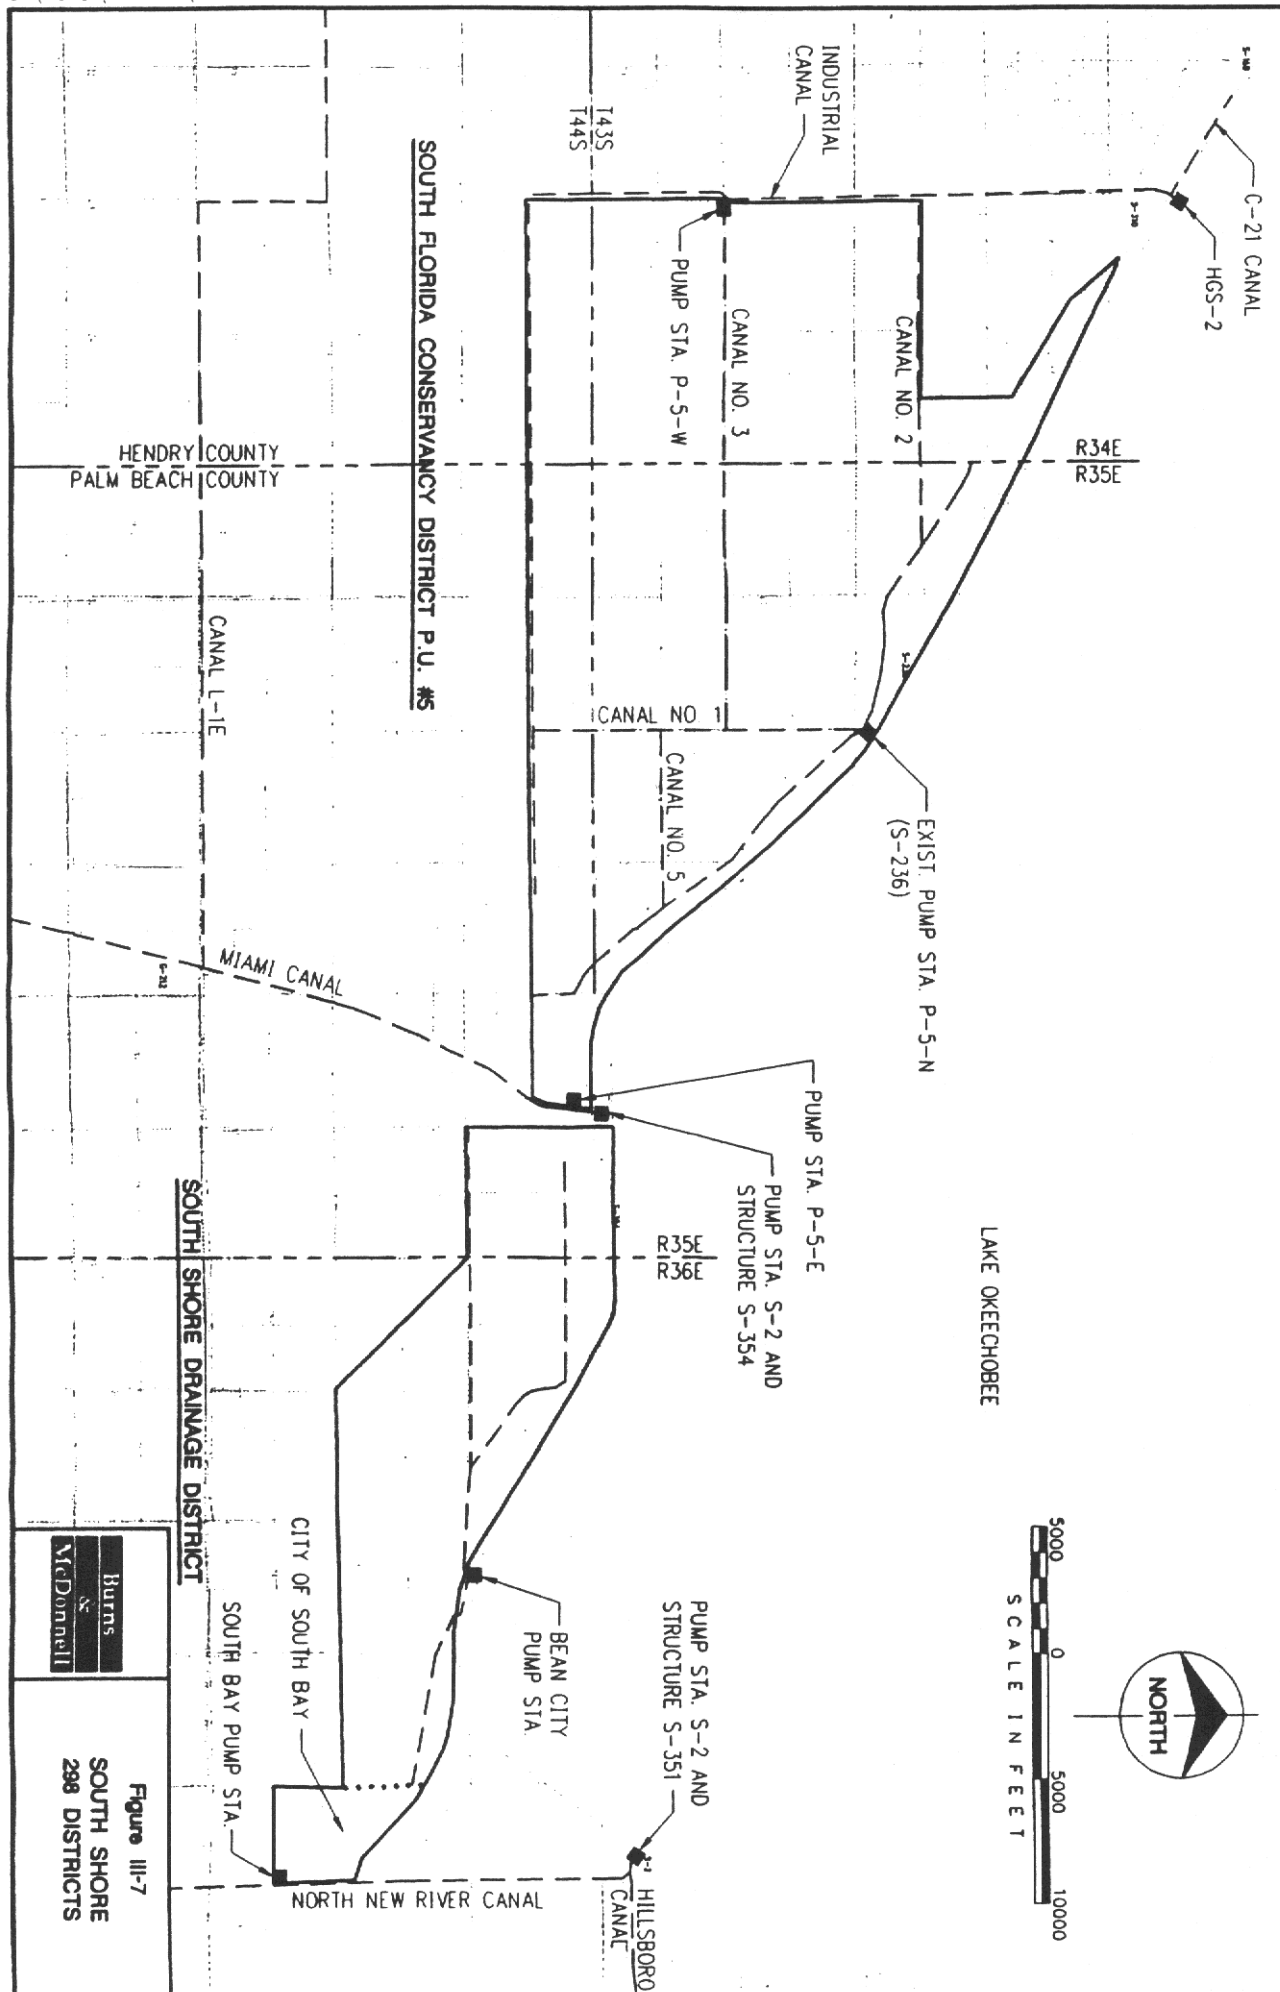 S-169
C-21 CANAL
HGS-2
INDUSTRIAL
CANAL
T43S
T44S
PUMP STA. P-5-W
CANAL NO. 3
CANAL NO. 2
SOUTH FLORIDA CONSERVANCY DISTRICT P.U. #5
HENDRY COUNTY
PALM BEACH COUNTY
R34E
R35E
CANAL L-1E
CANAL NO 1
CANAL NO. 5
EXIST. PUMP STA. P-5-N
(S-236)
MIAMI CANAL
PUMP STA. P-5-E
PUMP STA. S-2 AND
STRUCTURE S-354
LAKE OKEECHOBEE
R35E
R36E
SOUTH SHORE DRAINAGE DISTRICT
CITY OF SOUTH BAY
SOUTH BAY PUMP STA.
BEAN CITY
PUMP STA
PUMP STA. S-2 AND
STRUCTURE S-351
S-2
HILLSBORO
CANAL
NORTH NEW RIVER CANAL
5000
0
5000
10000
SCALE IN FEET
NORTH
Burns
&
McDonnell
Figure III-7
SOUTH SHORE
298 DISTRICTS